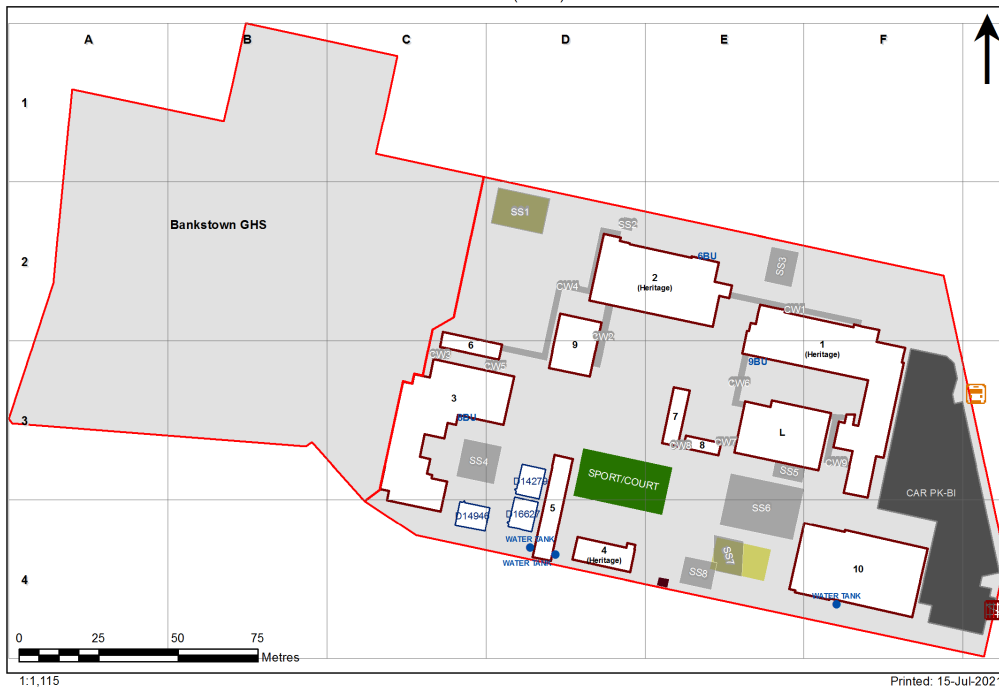 A B C D E F
1
SS1
SS2
Bankstown GHS
2
6BU
SS3
2
(Heritage)
CW4
CW1
CW2
6
9
1
(Heritage)
CW3
CW5
9BU
CW6
3
3
7
L
CW8
8
CW7
SS4
SS5
CW9
SPORT/COURT
D14279
CAR PK-BI
5
SS6
D14946
D16627
WATER TANK
4
(Heritage)
SS7
WATER TANK
SS8
10
4
WATER TANK
0 25 50 75
Metres
1:1,115
Printed: 15-Jul-2021